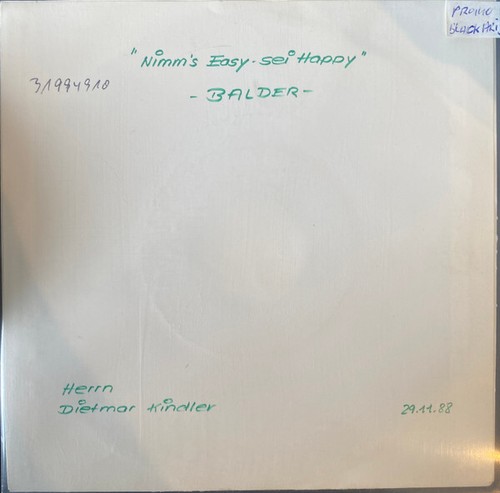 PROMO
"Nimm's Easy - sei Happy"
31994910
- BALDER -
Herrn
Dietmar Kindler
29.11.88